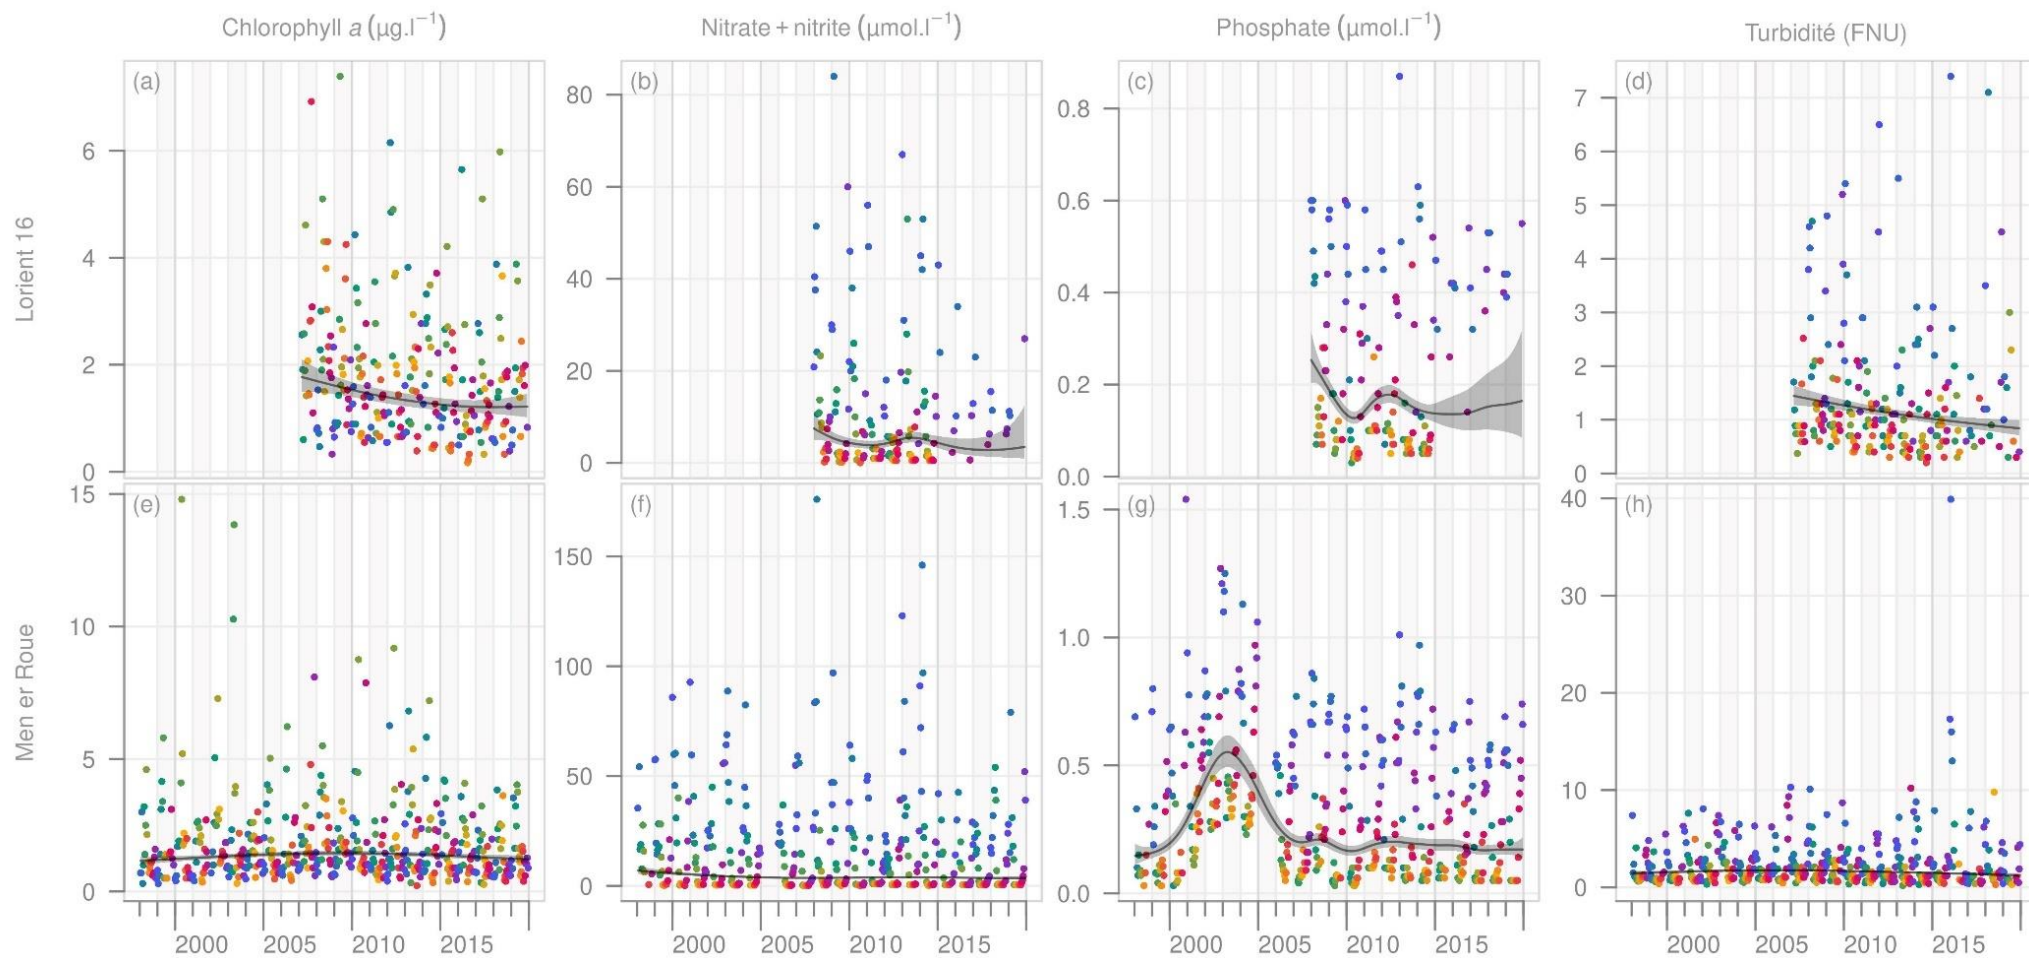 Chlorophyll a (µg.l⁻¹) Nitrate + nitrite (µmol.l⁻¹) Phosphate (µmol.l⁻¹) Turbidité (FNU)
Lorient 16
(a) (b) (c) (d)
6 4 2 0
80 60 40 20 0
0.8 0.6 0.4 0.2 0.0
7 6 5 4 3 2 1 0
Men er Roue
(e) (f) (g) (h)
15 10 5 0
150 100 50 0
1.5 1.0 0.5 0.0
40 30 20 10 0
2000 2005 2010 2015 2000 2005 2010 2015 2000 2005 2010 2015 2000 2005 2010 2015